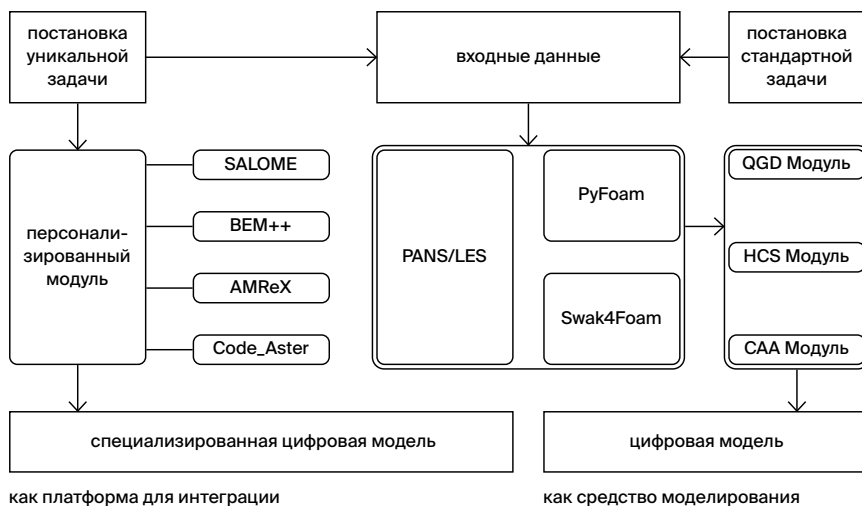 постановка
уникальной
задачи
входные данные
постановка
стандартной
задачи
персонали-
зированный
модуль
SALOME
BEM++
AMReX
Code_Aster
PANS/LES
PyFoam
Swak4Foam
QGD Модуль
HCS Модуль
CAA Модуль
специализированная цифровая модель
цифровая модель
как платформа для интеграции
как средство моделирования